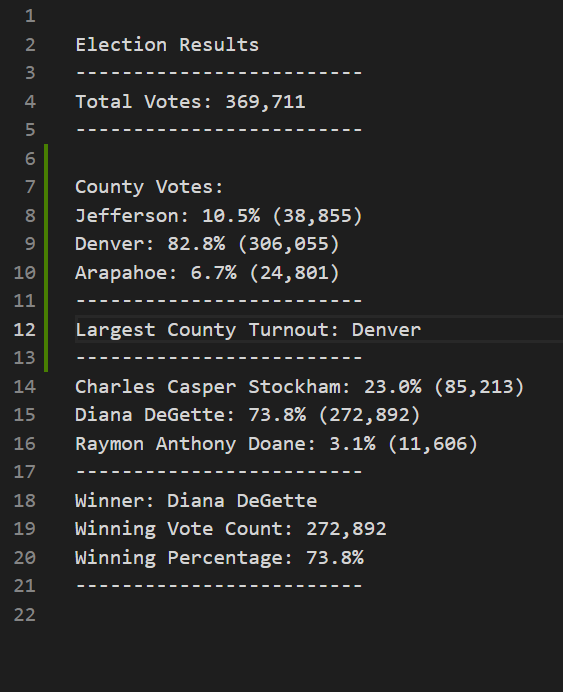 1
2 Election Results
3 -------------------------
4 Total Votes: 369,711
5 -------------------------
6
7 County Votes:
8 Jefferson: 10.5% (38,855)
9 Denver: 82.8% (306,055)
10 Arapahoe: 6.7% (24,801)
11 -------------------------
12 Largest County Turnout: Denver
13 -------------------------
14 Charles Casper Stockham: 23.0% (85,213)
15 Diana DeGette: 73.8% (272,892)
16 Raymon Anthony Doane: 3.1% (11,606)
17 -------------------------
18 Winner: Diana DeGette
19 Winning Vote Count: 272,892
20 Winning Percentage: 73.8%
21 -------------------------
22